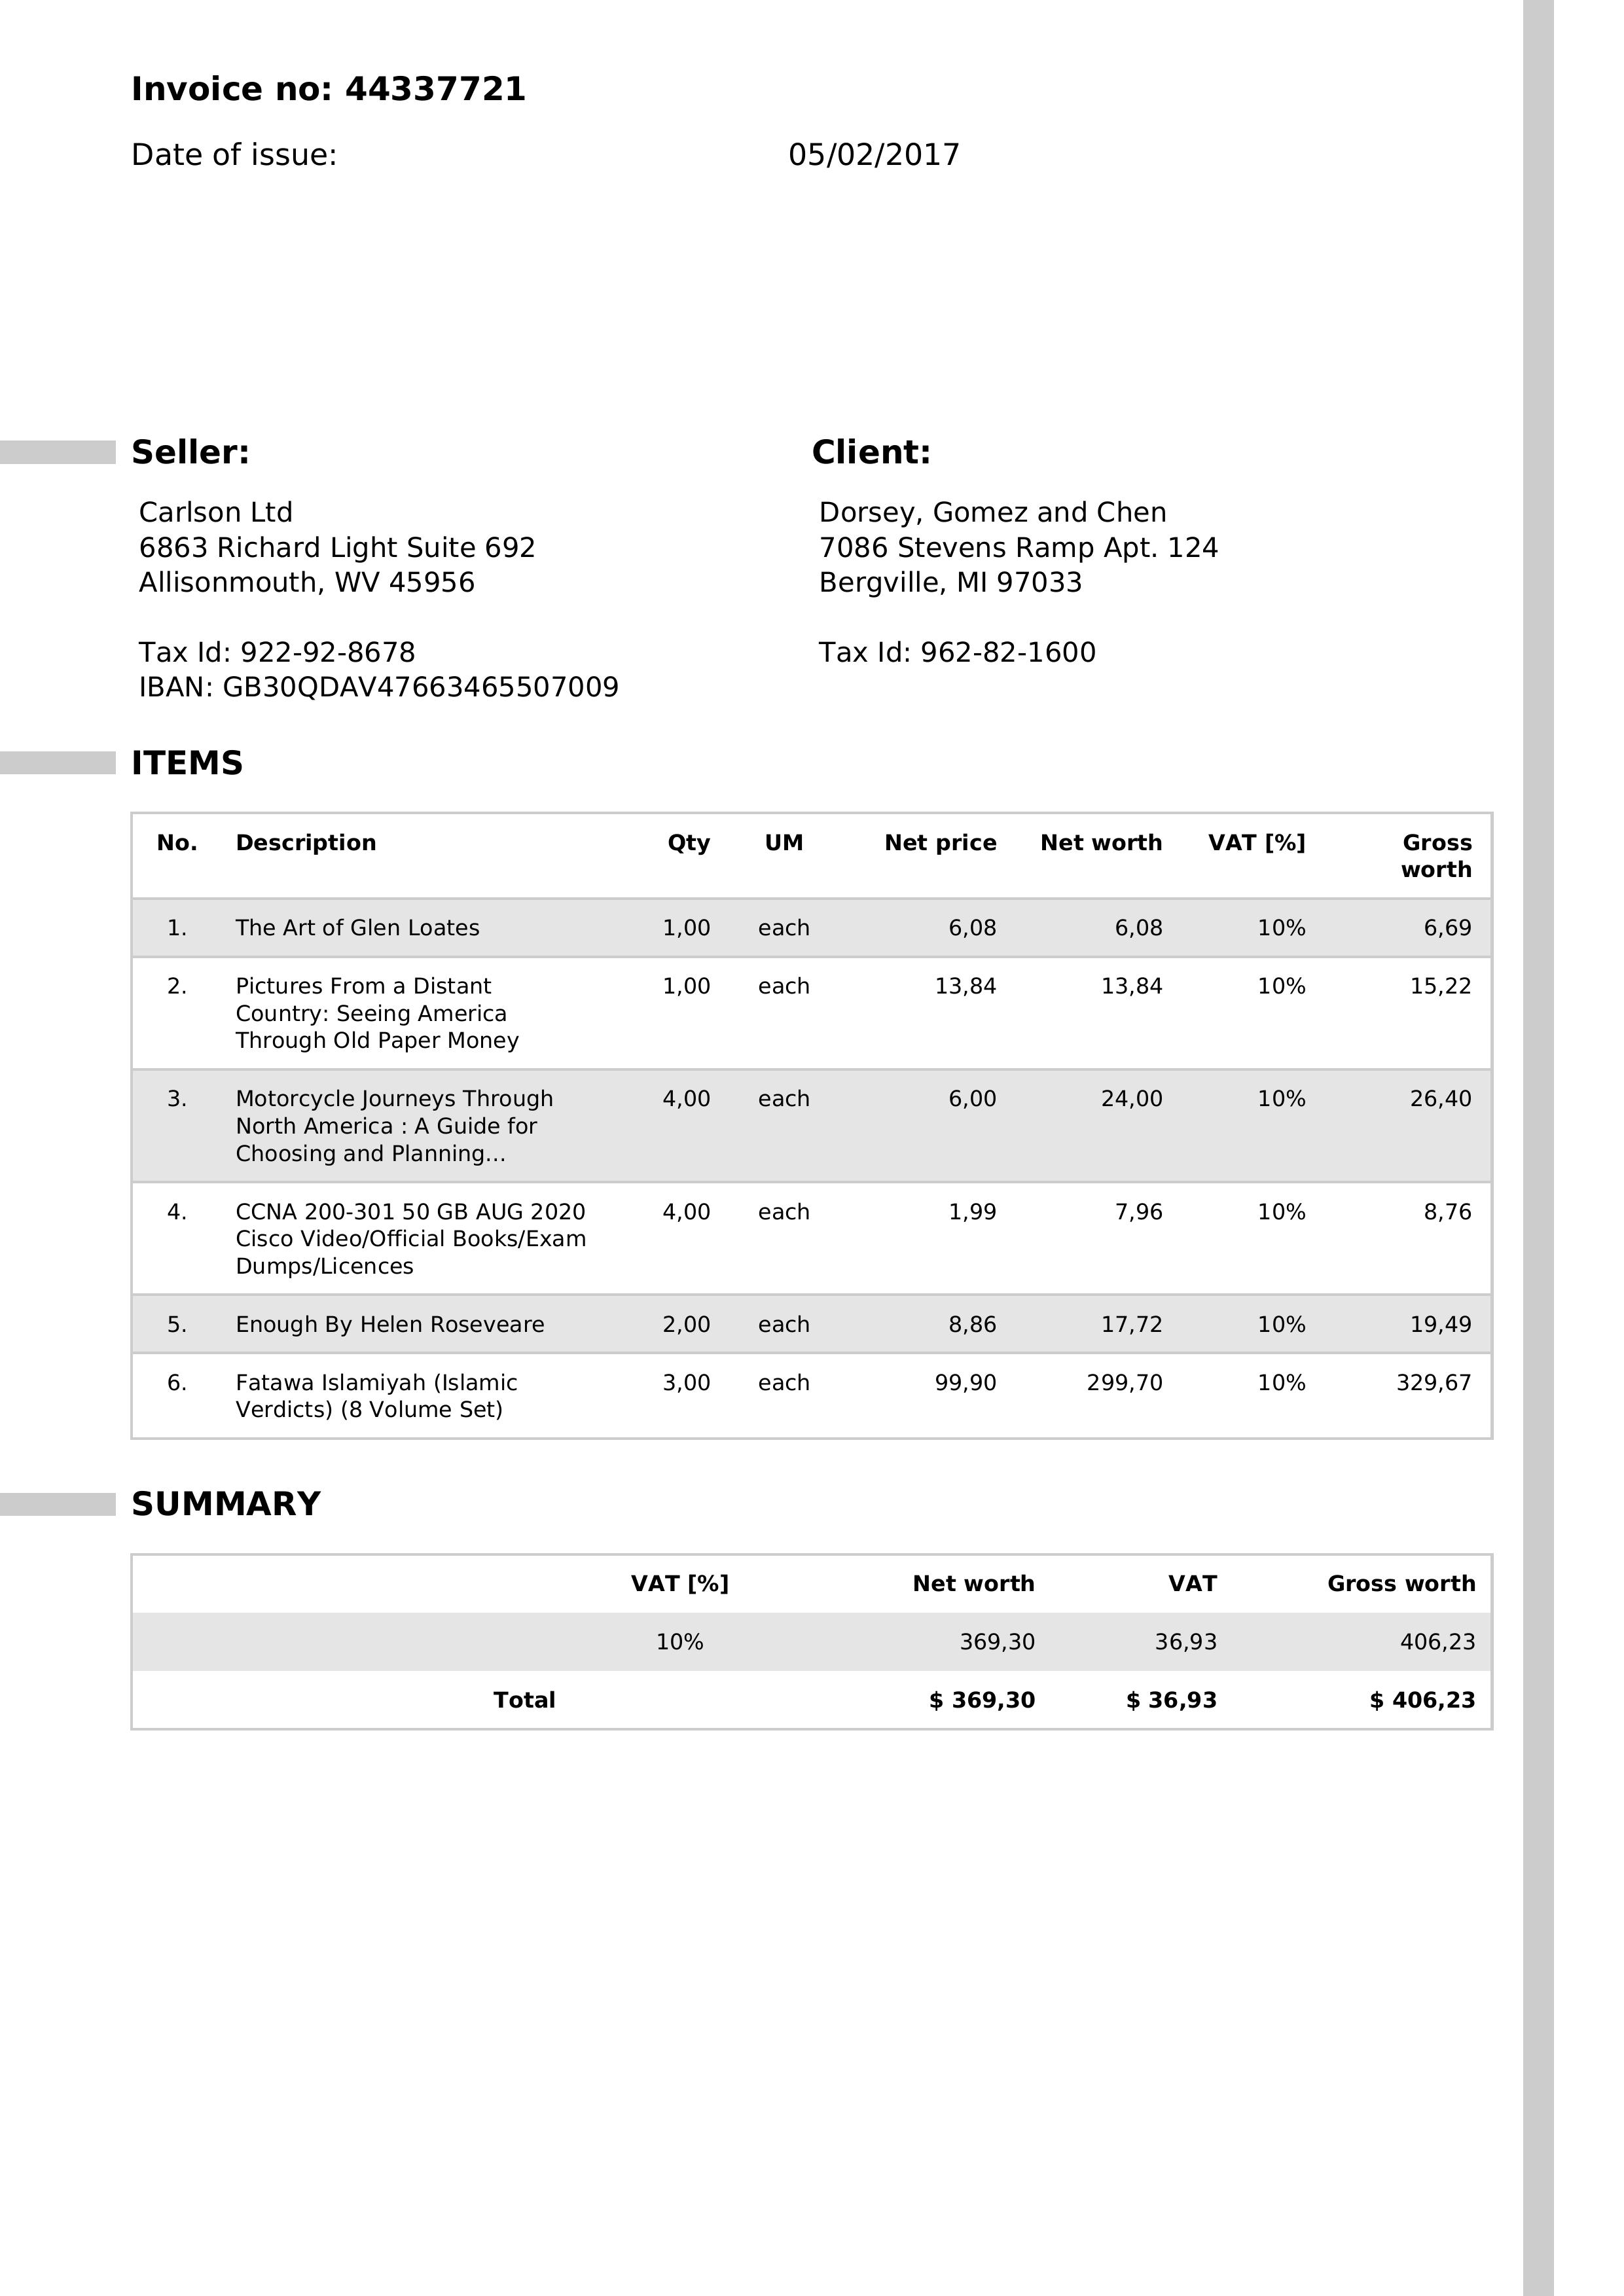 Invoice no: 44337721
Date of issue: 05/02/2017
Seller:
Carlson Ltd
6863 Richard Light Suite 692
Allisonmouth, WV 45956
Tax Id: 922-92-8678
IBAN: GB30QDAV47663465507009
Client:
Dorsey, Gomez and Chen
7086 Stevens Ramp Apt. 124
Bergville, MI 97033
Tax Id: 962-82-1600
ITEMS
No. Description Qty UM Net price Net worth VAT [%] Gross
worth
1. The Art of Glen Loates 1,00 each 6,08 6,08 10% 6,69
2. Pictures From a Distant 1,00 each 13,84 13,84 10% 15,22
Country: Seeing America
Through Old Paper Money
3. Motorcycle Journeys Through 4,00 each 6,00 24,00 10% 26,40
North America : A Guide for
Choosing and Planning...
4. CCNA 200-301 50 GB AUG 2020 4,00 each 1,99 7,96 10% 8,76
Cisco Video/Official Books/Exam
Dumps/Licences
5. Enough By Helen Roseveare 2,00 each 8,86 17,72 10% 19,49
6. Fatawa Islamiyah (Islamic 3,00 each 99,90 299,70 10% 329,67
Verdicts) (8 Volume Set)
SUMMARY
VAT [%] Net worth VAT Gross worth
10% 369,30 36,93 406,23
Total $ 369,30 $ 36,93 $ 406,23